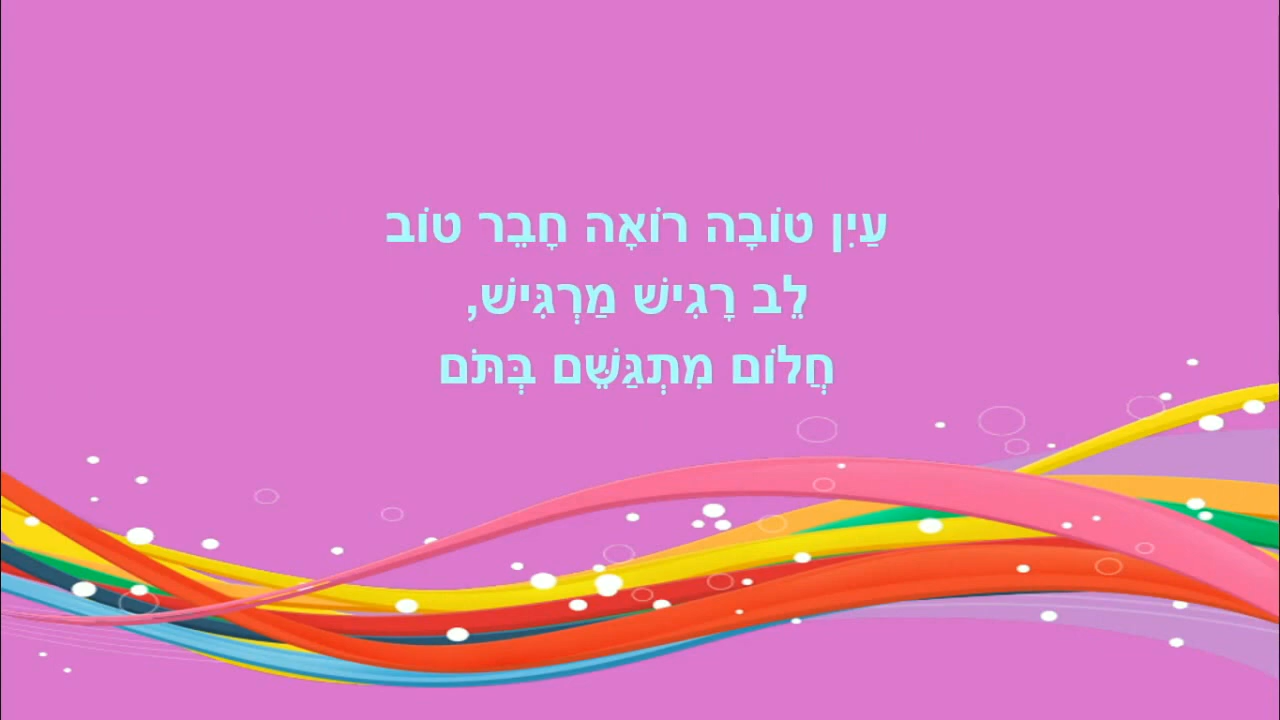 עַיִן טוֹבָה רוֹאָה חָבֵר טוֹב
לֵב רָגִישׁ מַרְגִּישׁ,
חֲלוֹם מִתְגַּשֵּׁם בְּתֹם